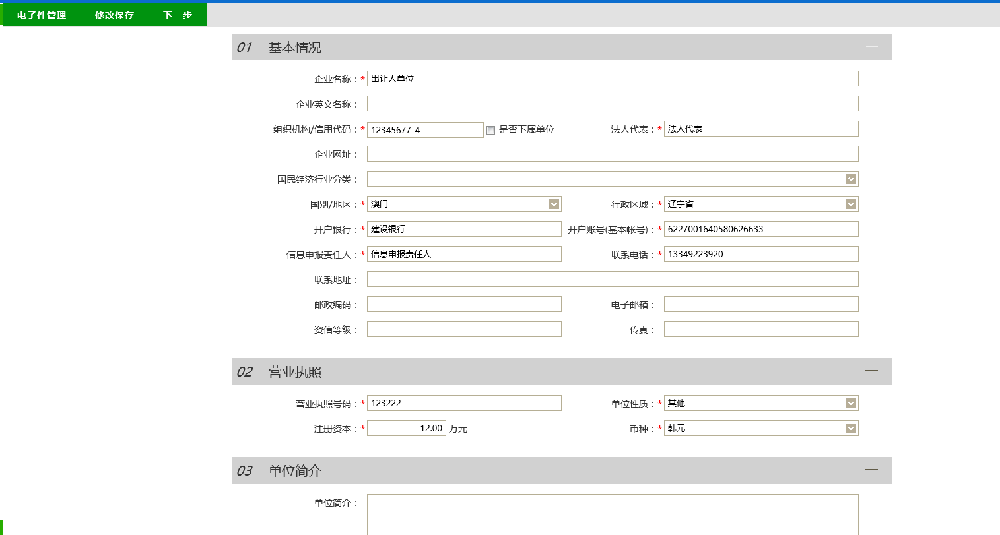 电子件管理 修改保存 下一步
01 基本情况
企业名称：* 出让人单位
企业英文名称：
组织机构/信用代码：* 12345677-4 是否下属单位 法人代表：* 法人代表
企业网址：
国民经济行业分类：
国别/地区：* 澳门 行政区域：* 辽宁省
开户银行：* 建设银行 开户账号(基本帐号)：* 6227001640580626633
信息申报责任人：* 信息申报责任人 联系电话：* 13349223920
联系地址：
邮政编码： 电子邮箱：
资信等级： 传真：
02 营业执照
营业执照号码：* 123222 单位性质：* 其他
注册资本：* 12.00 万元 币种：* 韩元
03 单位简介
单位简介：